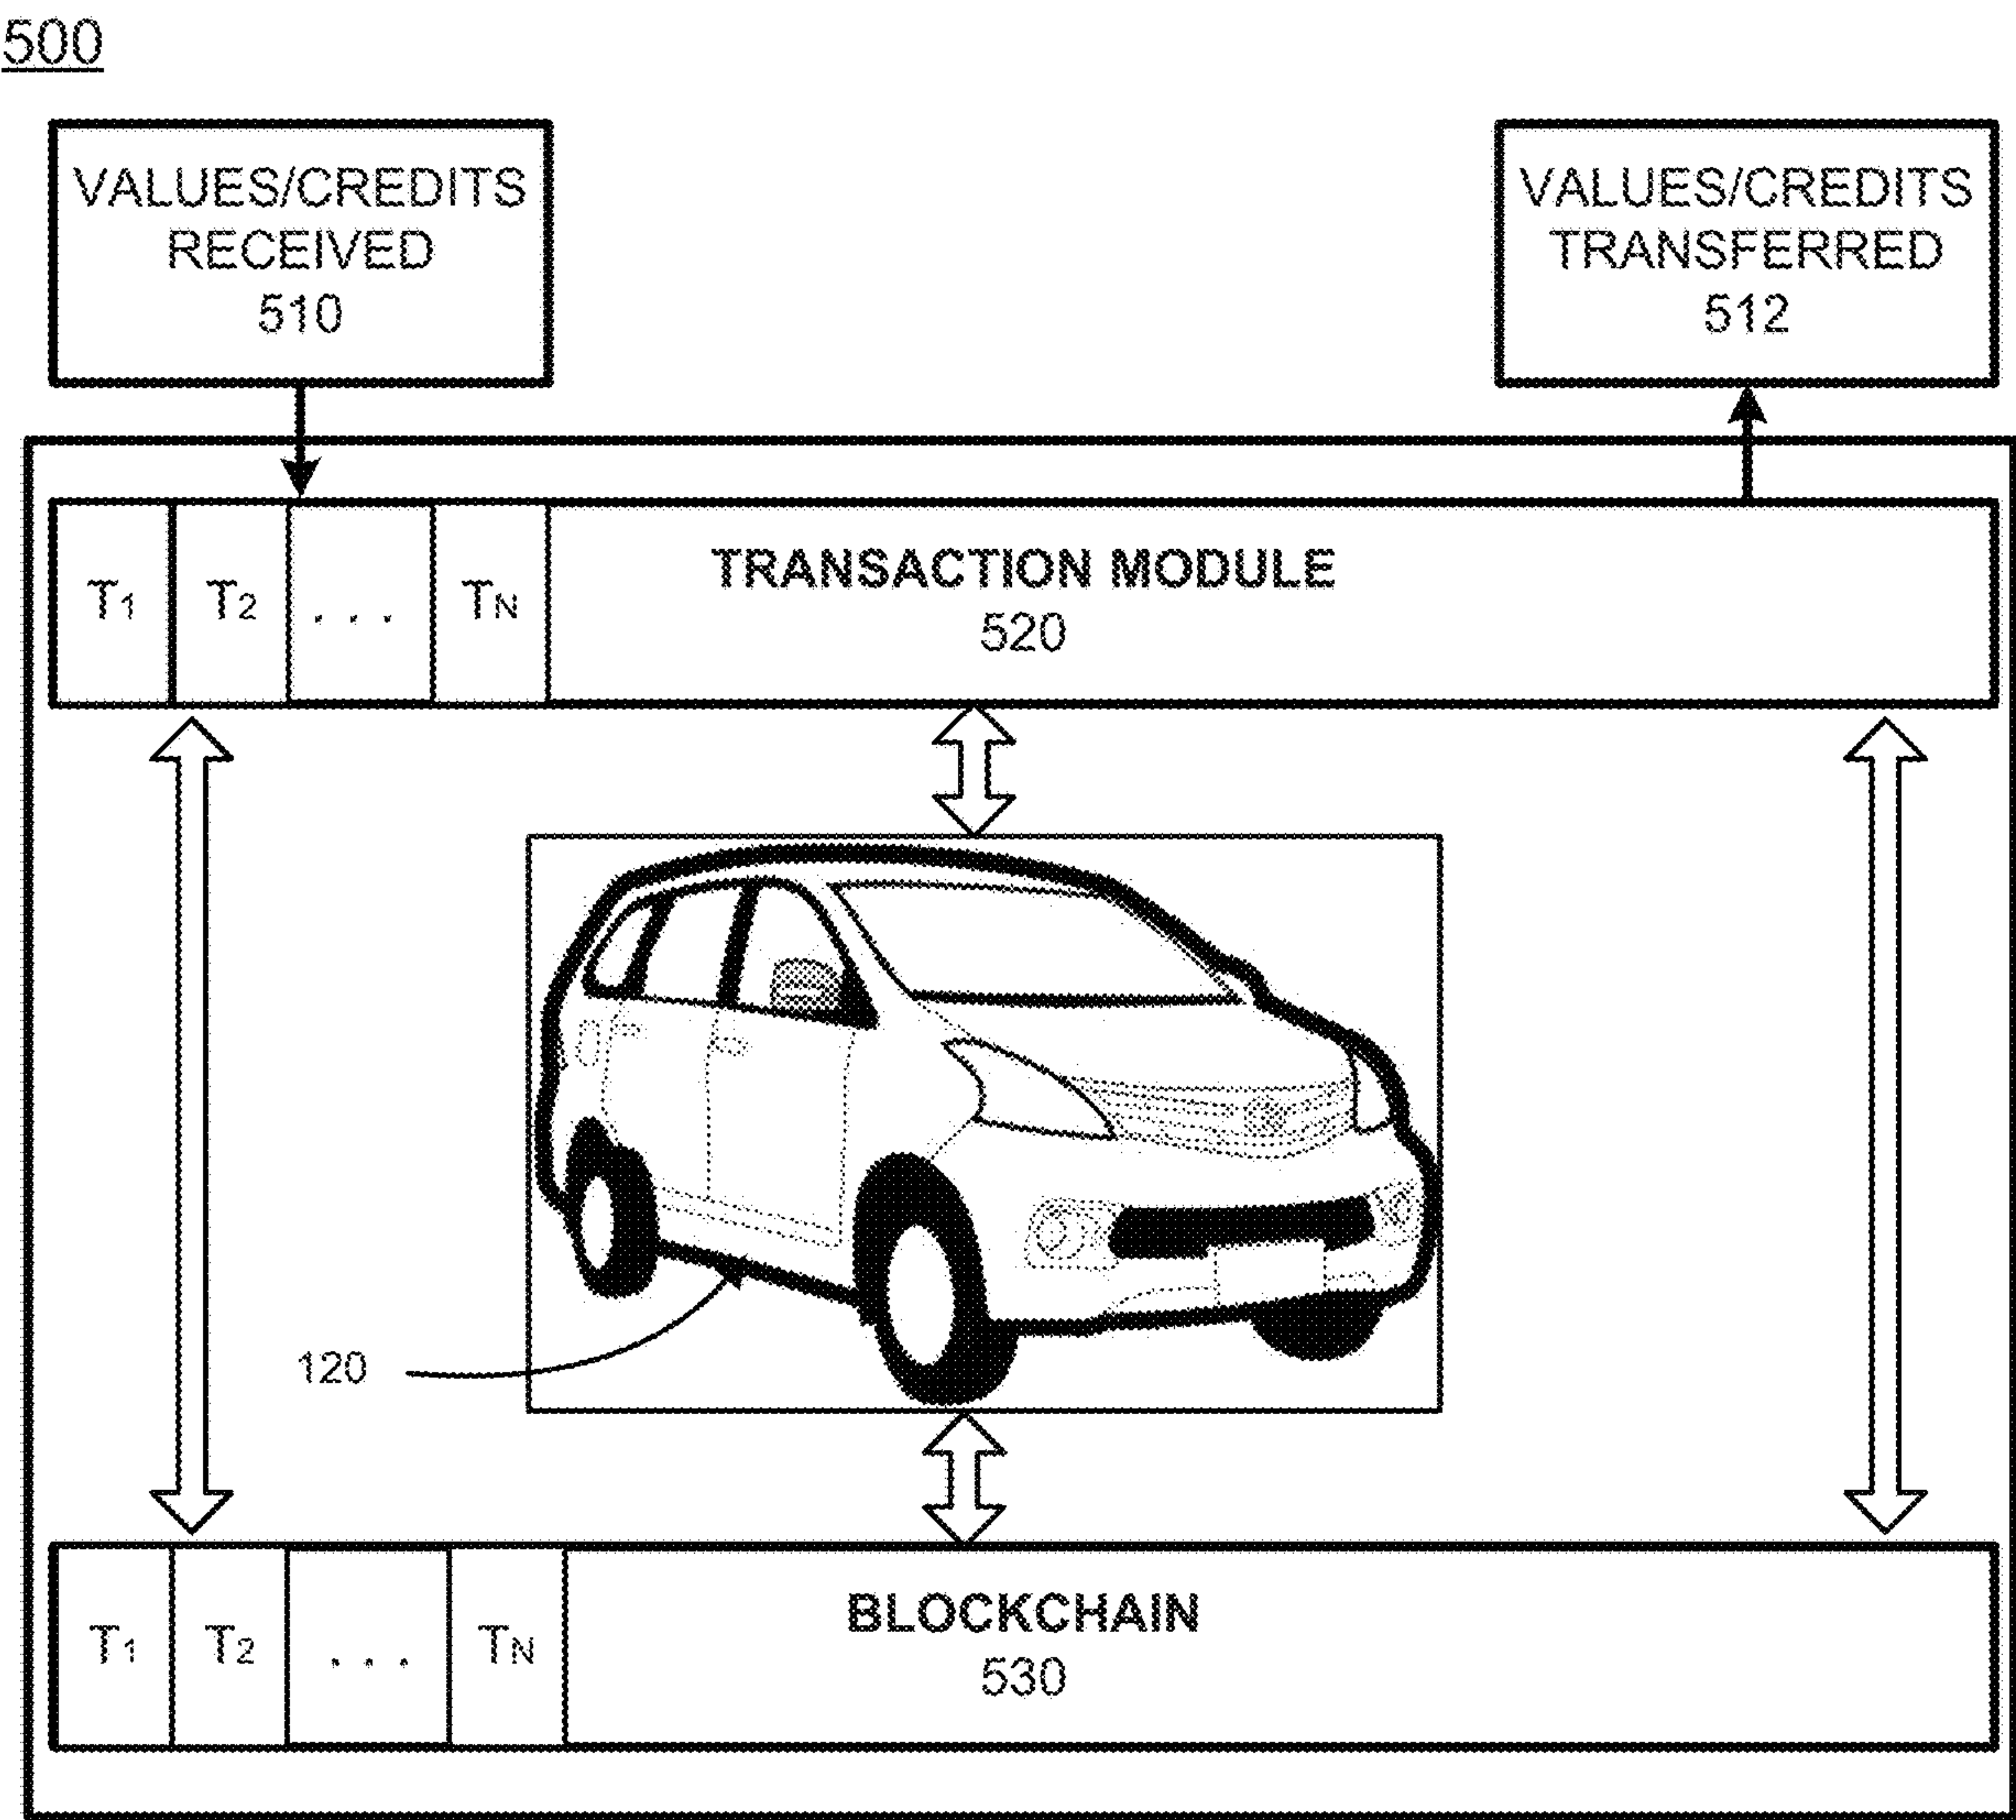 500
VALUES/CREDITS
RECEIVED
510
VALUES/CREDITS
TRANSFERRED
512
T1 T2 . . . TN
TRANSACTION MODULE
520
120
T1 T2 . . . TN
BLOCKCHAIN
530